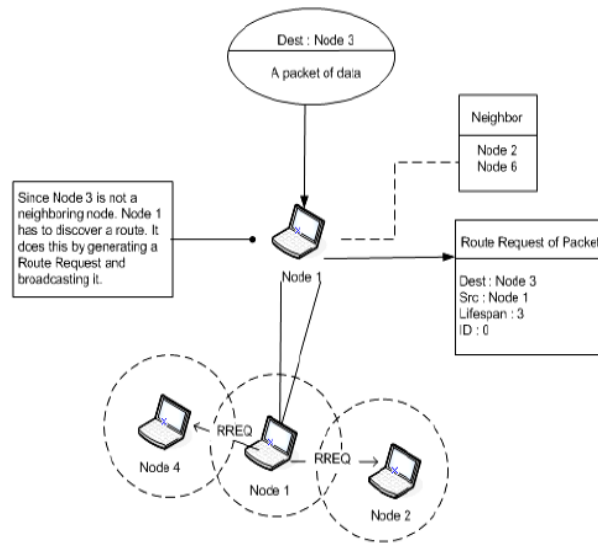 Dest : Node 3
A packet of data
Neighbor
Node 2
Node 6
Since Node 3 is not a
neighboring node. Node 1
has to discover a route. It
does this by generating a
Route Request and
broadcasting it.
Node 1
Route Request of Packet
Dest : Node 3
Src : Node 1
Lifespan : 3
ID : 0
RREQ
RREQ
Node 4
Node 1
Node 2